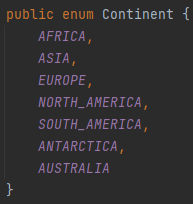 public enum Continent {
    AFRICA,
    ASIA,
    EUROPE,
    NORTH_AMERICA,
    SOUTH_AMERICA,
    ANTARCTICA,
    AUSTRALIA
}